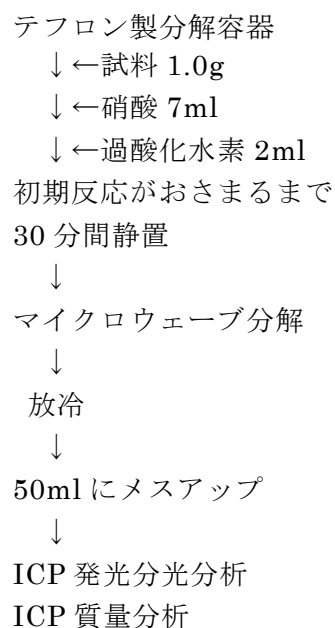 テフロン製分解容器
↓←試料 1.0g
↓←硝酸 7ml
↓←過酸化水素 2ml
初期反応がおさまるまで
30 分間静置
↓
マイクロウェーブ分解
↓
放冷
↓
50ml にメスアップ
↓
ICP 発光分光分析
ICP 質量分析